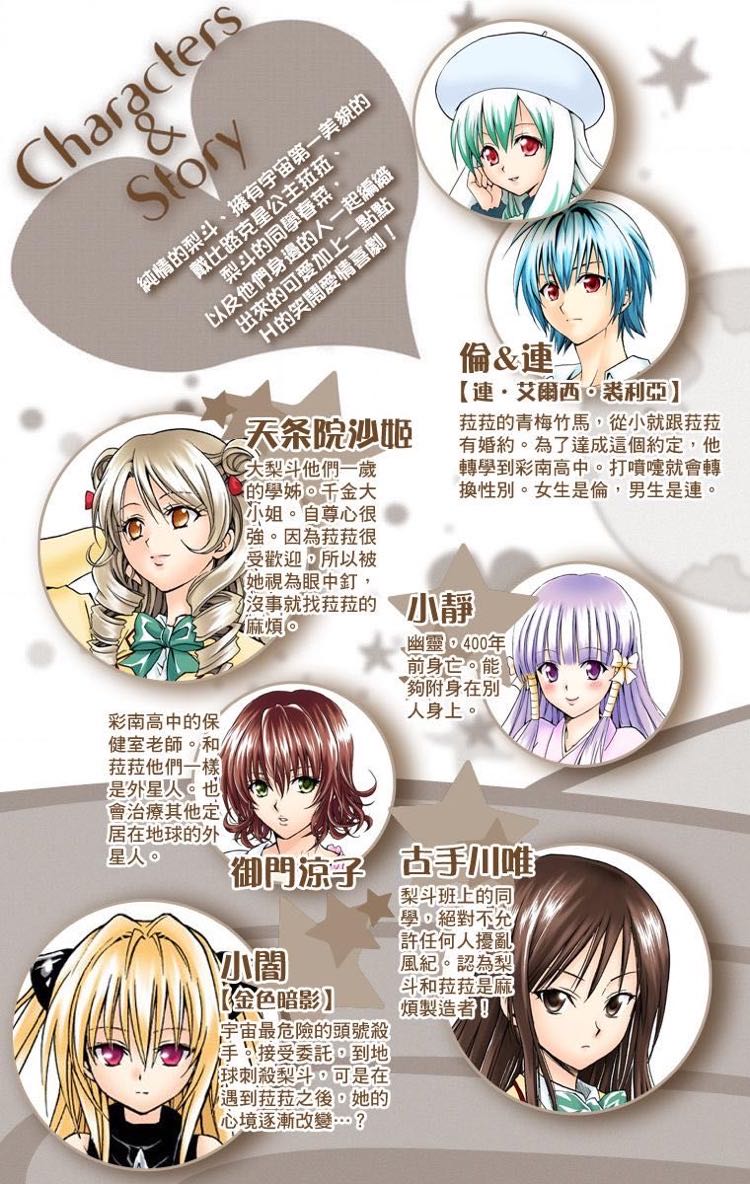 Characters
&
Story
純情的梨斗、擁有宇宙第一美貌的
戴比路克星公主菈菈、
梨斗的同學春菜，
以及他們身邊的人一起編織
出來的可愛加上一點點
H的笑鬧愛情喜劇！
倫&連
【連·艾爾西·裘利亞】
菈菈的青梅竹馬，從小就跟菈菈
有婚約。為了達成這個約定，他
轉學到彩南高中。打噴嚏就會轉
換性別。女生是倫，男生是連。
天条院沙姬
大梨斗他們一歲
的學姊。千金大
小姐。自尊心很
強。因為菈菈很
受歡迎，所以被
她視為眼中釘，
沒事就找菈菈的
麻煩。
小靜
幽靈，400年
前身亡。能
夠附身在別
人身上。
彩南高中的保
健室老師。和
菈菈他們一樣
是外星人。也
會治療其他定
居在地球的外
星人。
御門涼子
古手川唯
梨斗班上的同
學，絕對不允
許任何人擾亂
風紀。認為梨
斗和菈菈是麻
煩製造者！
小闇
【金色暗影】
宇宙最危險的頭號殺
手。接受委託，到地
球刺殺梨斗，可是在
遇到菈菈之後，她的
心境逐漸改變…？